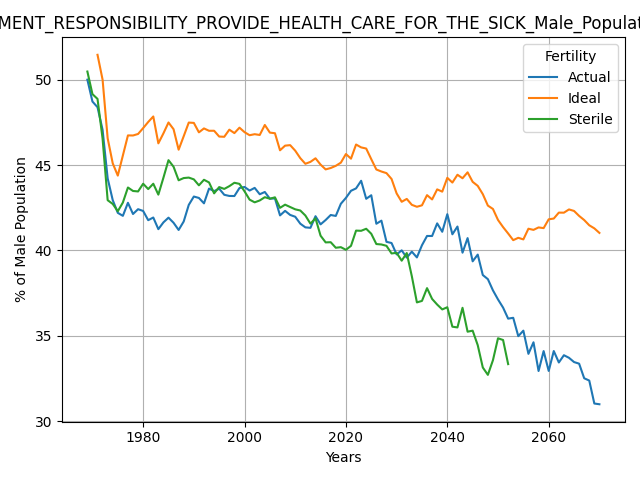 MENT_RESPONSIBILITY_PROVIDE_HEALTH_CARE_FOR_THE_SICK_Male_Populat
Fertility
Actual
Ideal
Sterile
% of Male Population
50
45
40
35
30
1980
2000
2020
2040
2060
Years